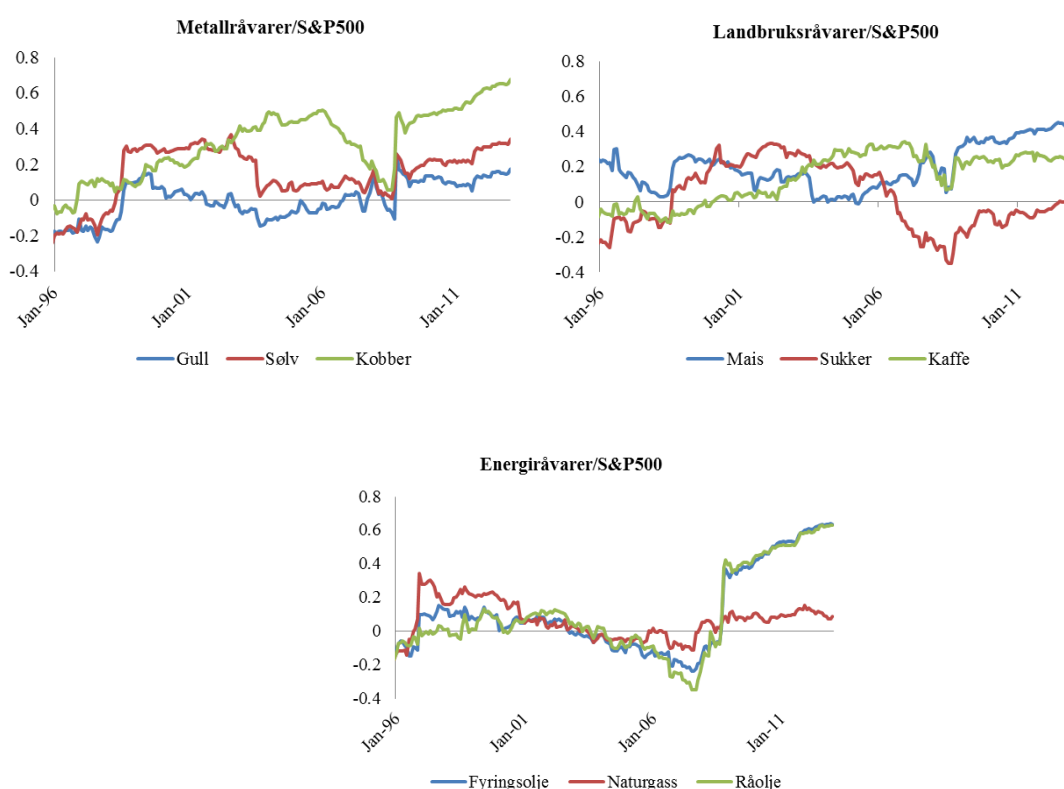 Metallråvarer/S&P500
0.8
0.6
0.4
0.2
0
-0.2
-0.4
Jan-96
Jan-01
Jan-06
Jan-11
Gull Sølv Kobber
Landbruksråvarer/S&P500
0.8
0.6
0.4
0.2
0
-0.2
-0.4
Jan-96
Jan-01
Jan-06
Jan-11
Mais Sukker Kaffe
Energiråvarer/S&P500
0.8
0.6
0.4
0.2
0
-0.2
-0.4
Jan-96
Jan-01
Jan-06
Jan-11
Fyringsolje Naturgass Råolje